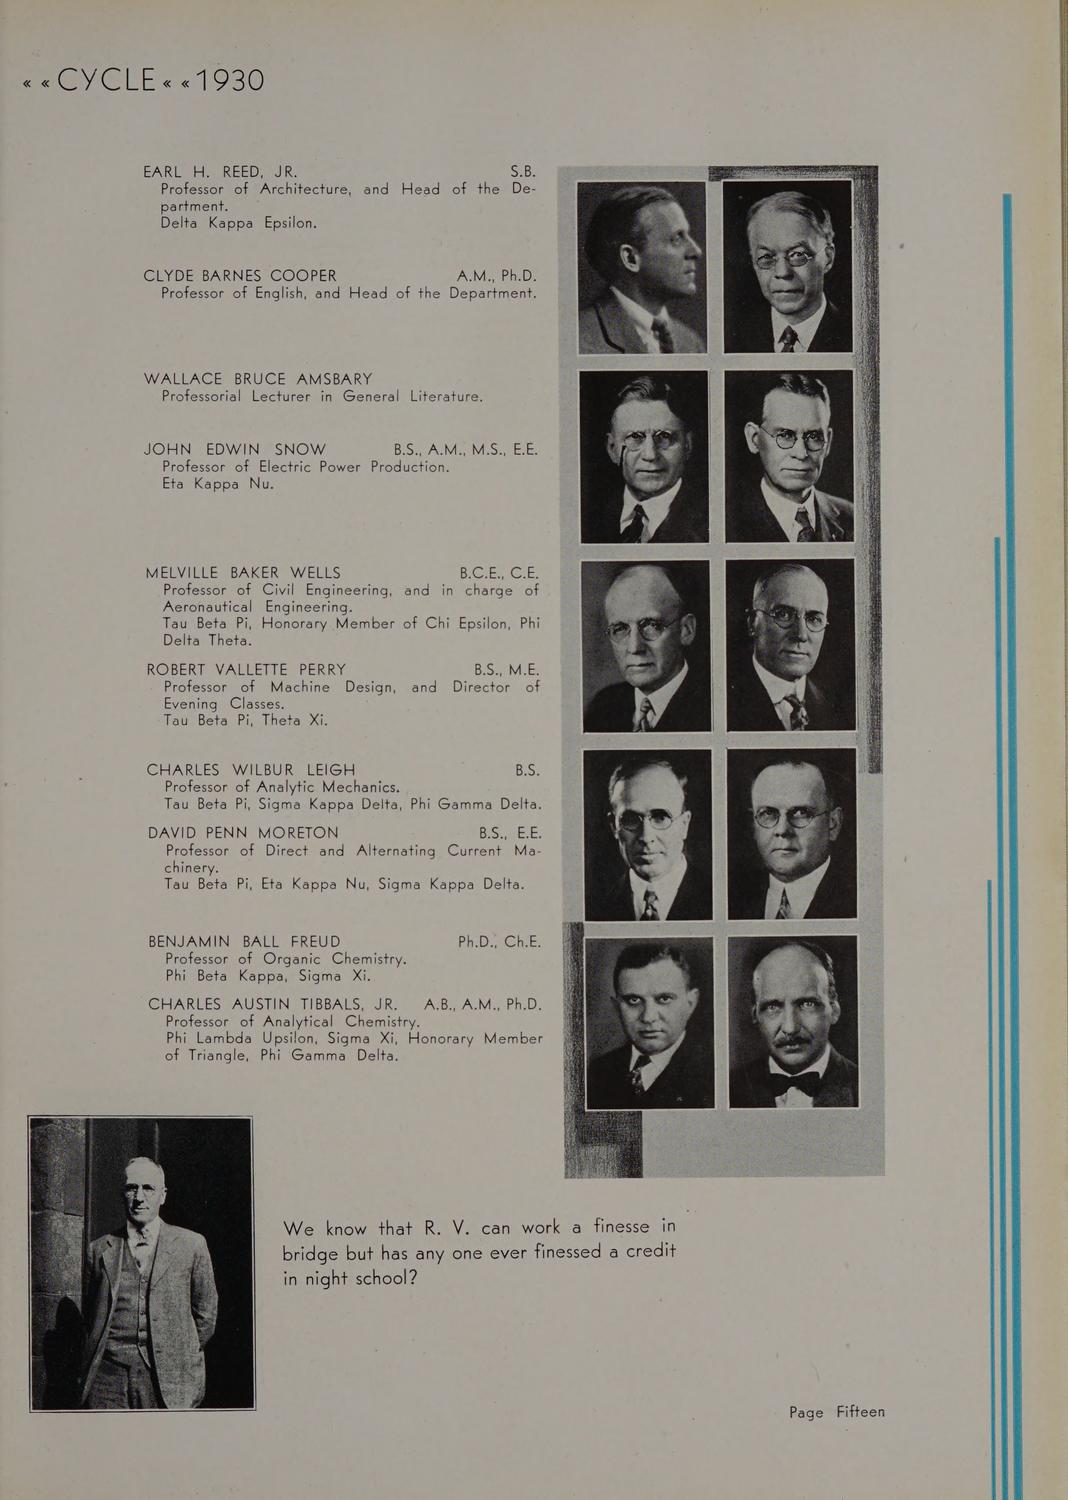 ««CYCLE««1930
EARL H. REED, JR. S.B.
Professor of Architecture, and Head of the De-
partment.
Delta Kappa Epsilon.
CLYDE BARNES COOPER A.M., Ph.D.
Professor of English, and Head of the Department.
WALLACE BRUCE AMSBARY
Professorial Lecturer in General Literature.
JOHN EDWIN SNOW B.S., A.M., M.S., E.E.
Professor of Electric Power Production.
Eta Kappa Nu.
MELVILLE BAKER WELLS B.C.E., C.E.
Professor of Civil Engineering, and in charge of
Aeronautical Engineering.
Tau Beta Pi, Honorary Member of Chi Epsilon, Phi
Delta Theta.
ROBERT VALLETTE PERRY B.S., M.E.
Professor of Machine Design, and Director of
Evening Classes.
Tau Beta Pi, Theta Xi.
CHARLES WILBUR LEIGH B.S.
Professor of Analytic Mechanics.
Tau Beta Pi, Sigma Kappa Delta, Phi Gamma Delta.
DAVID PENN MORETON B.S., E.E.
Professor of Direct and Alternating Current Ma-
chinery.
Tau Beta Pi, Eta Kappa Nu, Sigma Kappa Delta.
BENJAMIN BALL FREUD Ph.D., Ch.E.
Professor of Organic Chemistry.
Phi Beta Kappa, Sigma Xi.
CHARLES AUSTIN TIBBALS, JR. A.B., A.M., Ph.D.
Professor of Analytical Chemistry.
Phi Lambda Upsilon, Sigma Xi, Honorary Member
of Triangle, Phi Gamma Delta.
We know that R. V. can work a finesse in
bridge but has any one ever finessed a credit
in night school?
Page Fifteen